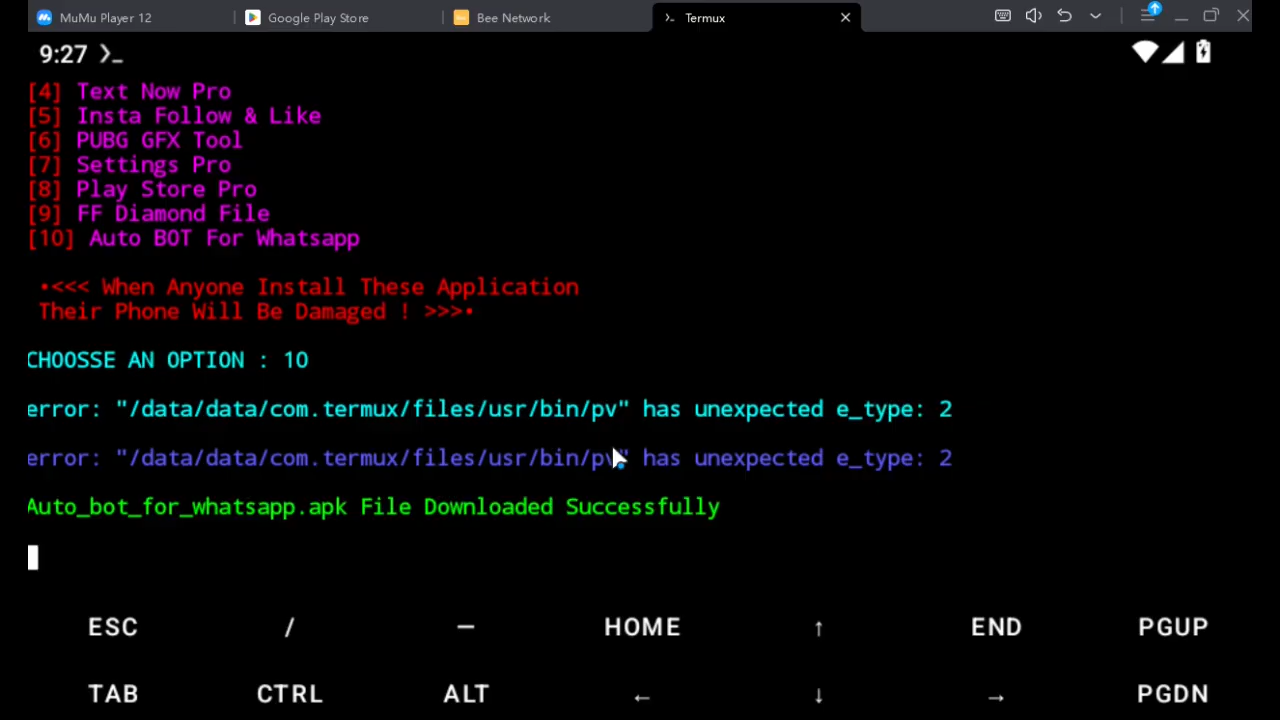 MuMu Player 12 Google Play Store Bee Network Termux
9:27
[4] Text Now Pro
[5] Insta Follow & Like
[6] PUBG GFX Tool
[7] Settings Pro
[8] Play Store Pro
[9] FF Diamond File
[10] Auto BOT For Whatsapp
•<<< When Anyone Install These Application
Their Phone Will Be Damaged ! >>>•
CHOOSSE AN OPTION : 10
error: "/data/data/com.termux/files/usr/bin/pv" has unexpected e_type: 2
error: "/data/data/com.termux/files/usr/bin/pv" has unexpected e_type: 2
Auto_bot_for_whatsapp.apk File Downloaded Successfully
ESC / — HOME ↑ END PGUP
TAB CTRL ALT ← ↓ → PGDN